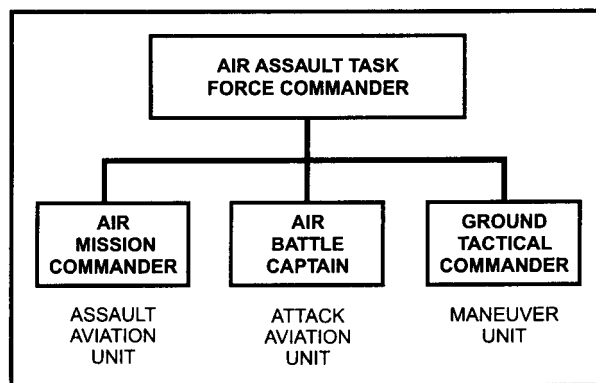 AIR ASSAULT TASK
FORCE COMMANDER
AIR
MISSION
COMMANDER
AIR
BATTLE
CAPTAIN
GROUND
TACTICAL
COMMANDER
ASSAULT
AVIATION
UNIT
ATTACK
AVIATION
UNIT
MANEUVER
UNIT